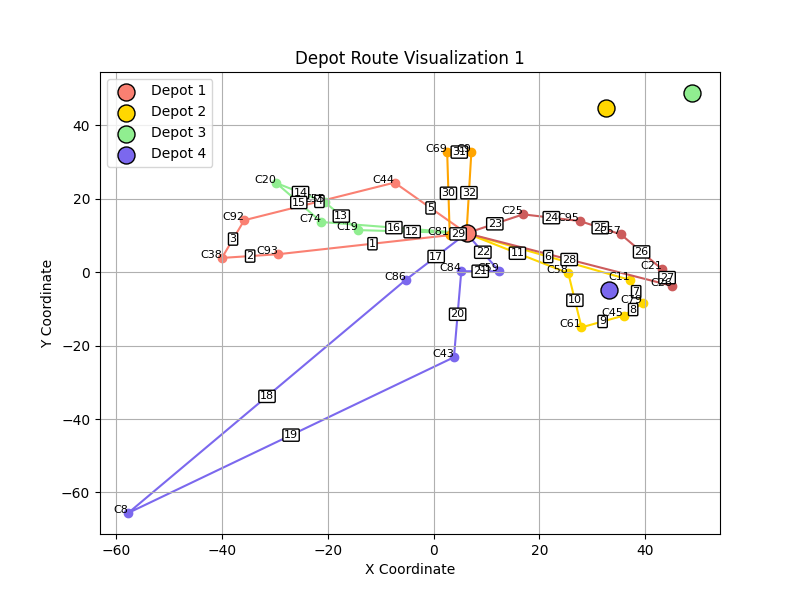 Depot Route Visualization 1
Depot 1
Depot 2
Depot 3
Depot 4
Y Coordinate
40
20
0
−20
−40
−60
−60
−40
−20
0
20
40
X Coordinate
C69
31
C9
C20
14
15
C44
30
32
C92
C74
13
5
C25
24
C95
C19
16
12
C81
29
23
25
C67
3
1
C38
2
C93
17
22
11
6
28
26
C86
C84
21
C59
C58
C21
27
C11
C26
7
C79
10
8
20
C61
9
C45
C43
18
19
C8